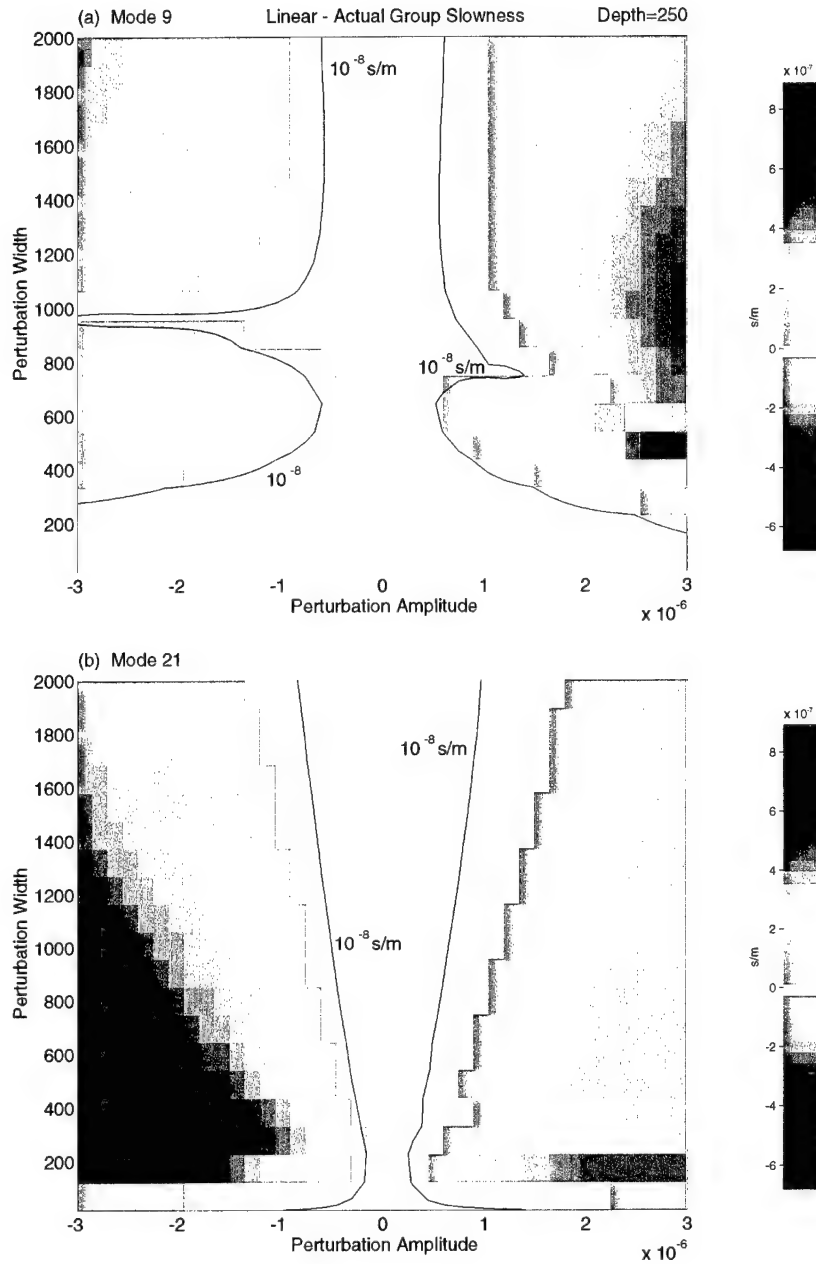 (a) Mode 9 Linear - Actual Group Slowness Depth=250
2000
1800
1600
1400
1200
1000
800
600
400
200
Perturbation Width
10⁻⁸ s/m
10⁻⁸ s/m
10⁻⁸
-3 -2 -1 0 1 2 3
Perturbation Amplitude
x 10⁻⁶
x 10⁻⁷
8
6
4
2
0
-2
-4
-6
s/m
(b) Mode 21
2000
1800
1600
1400
1200
1000
800
600
400
200
Perturbation Width
10⁻⁸ s/m
10⁻⁸ s/m
-3 -2 -1 0 1 2 3
Perturbation Amplitude
x 10⁻⁶
x 10⁻⁷
8
6
4
2
0
-2
-4
-6
s/m